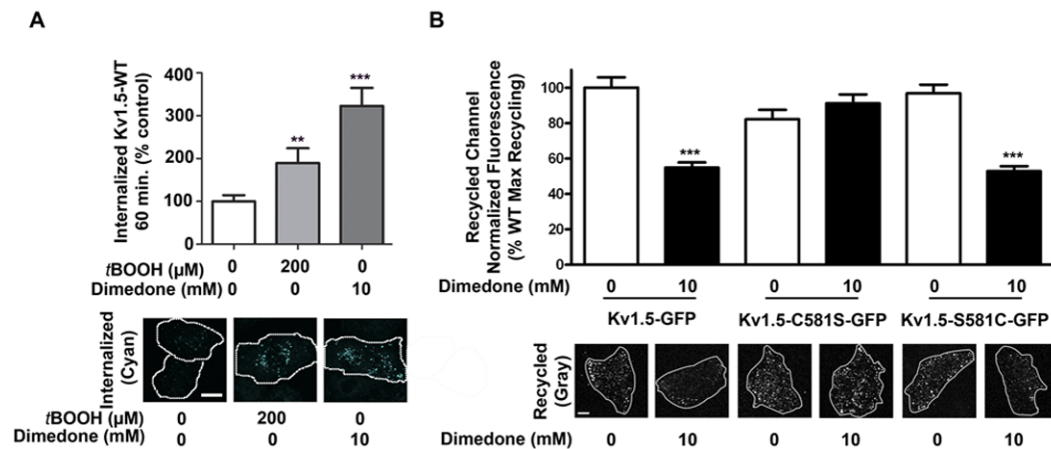 A
Internalized Kv1.5-WT
60 min. (% control)
400
300
200
100
0
**
***
tBOOH (µM) 0 200 0
Dimedone (mM) 0 0 10
Internalized
(Cyan)
tBOOH (µM) 0 200 0
Dimedone (mM) 0 0 10
B
Recycled Channel
Normalized Fluorescence
(% WT Max Recycling)
100
80
60
40
20
0
***
***
Dimedone (mM) 0 10 0 10 0 10
Kv1.5-GFP Kv1.5-C581S-GFP Kv1.5-S581C-GFP
Recycled
(Gray)
Dimedone (mM) 0 10 0 10 0 10